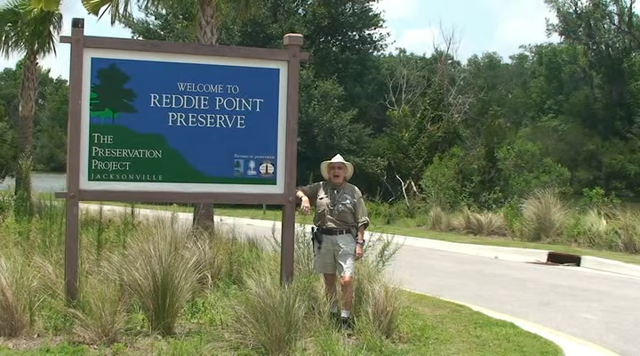 WELCOME TO
REDDIE POINT
PRESERVE
THE
PRESERVATION
PROJECT
JACKSONVILLE